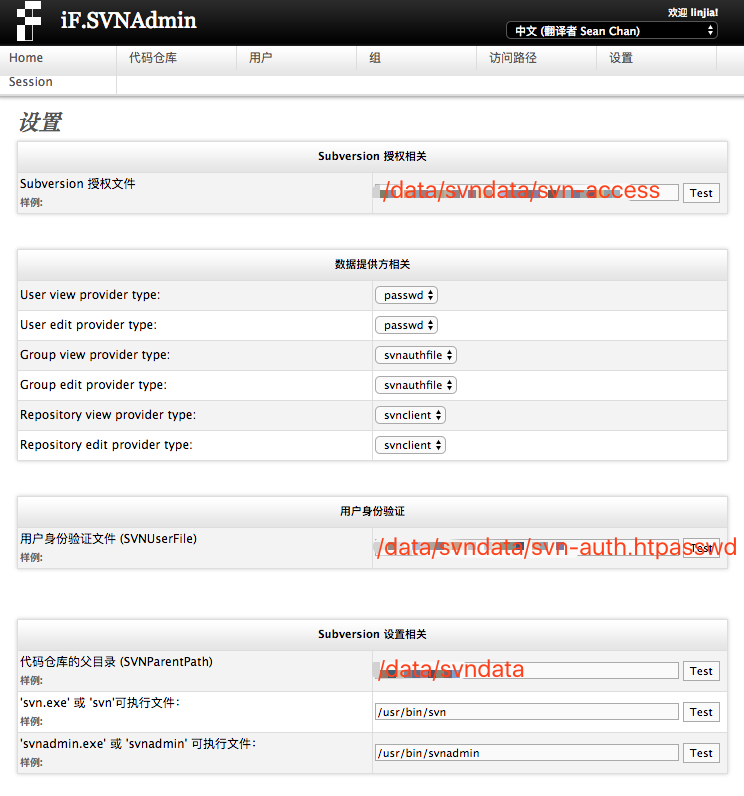 iF.SVNAdmin
欢迎 linjia!
中文 (翻译者 Sean Chan)
Home 代码仓库 用户 组 访问路径 设置
Session
设置
Subversion 授权相关
Subversion 授权文件 /data/svndata/svn-access Test
样例:
数据提供方相关
User view provider type: passwd
User edit provider type: passwd
Group view provider type: svnauthfile
Group edit provider type: svnauthfile
Repository view provider type: svnclient
Repository edit provider type: svnclient
用户身份验证
用户身份验证文件 (SVNUserFile) /data/svndata/svn-auth.htpasswd Test
样例:
Subversion 设置相关
代码仓库的父目录 (SVNParentPath) /data/svndata Test
样例:
'svn.exe' 或 'svn'可执行文件: /usr/bin/svn Test
样例:
'svnadmin.exe' 或 'svnadmin' 可执行文件: /usr/bin/svnadmin Test
样例: